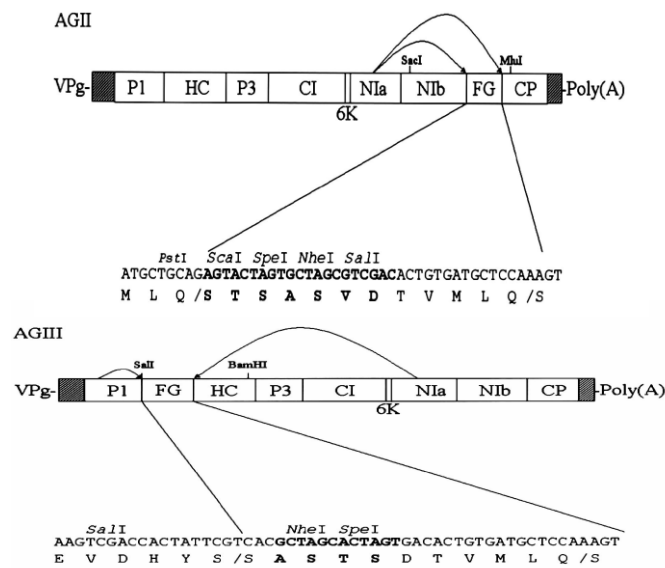 AGII
SacI MluI
VPg- P1 HC P3 CI NIa NIb FG CP -Poly(A)
6K
PstI ScaI SpeI NheI SalI
ATGCTGCAGAGTACTAGTGCTAGCGTCGACACTGTGATGCTCCAAAGT
M L Q /S T S A S V D T V M L Q /S
AGIII
SalI BamHI
VPg- P1 FG HC P3 CI NIa NIb CP -Poly(A)
6K
SalI NheI SpeI
AAGTCGACCACTATTCGTCACGCTAGCACTAGTGACACTGTGATGCTCCAAAGT
E V D H Y S /S A S T S D T V M L Q /S